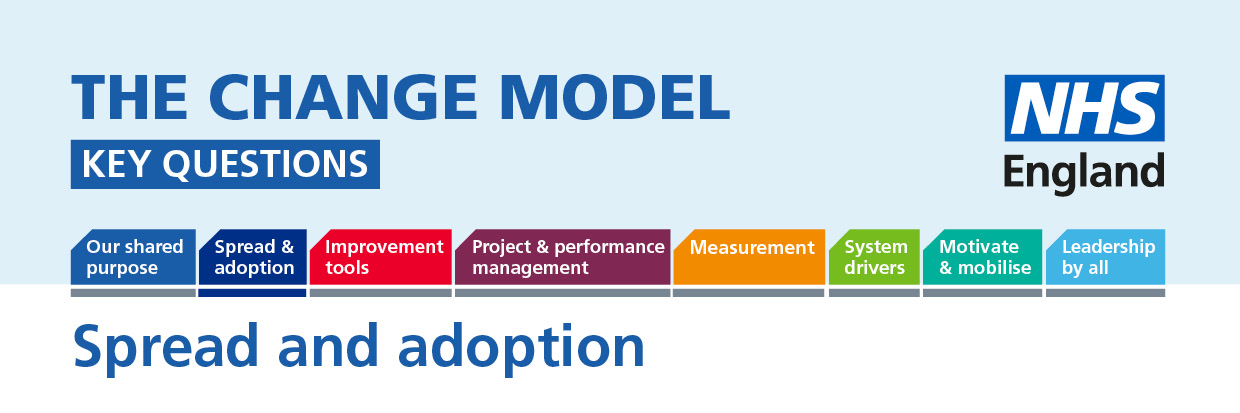 THE CHANGE MODEL
KEY QUESTIONS
NHS
England
Our shared
purpose
Spread &
adoption
Improvement
tools
Project & performance
management
Measurement
System
drivers
Motivate
& mobilise
Leadership
by all
Spread and adoption